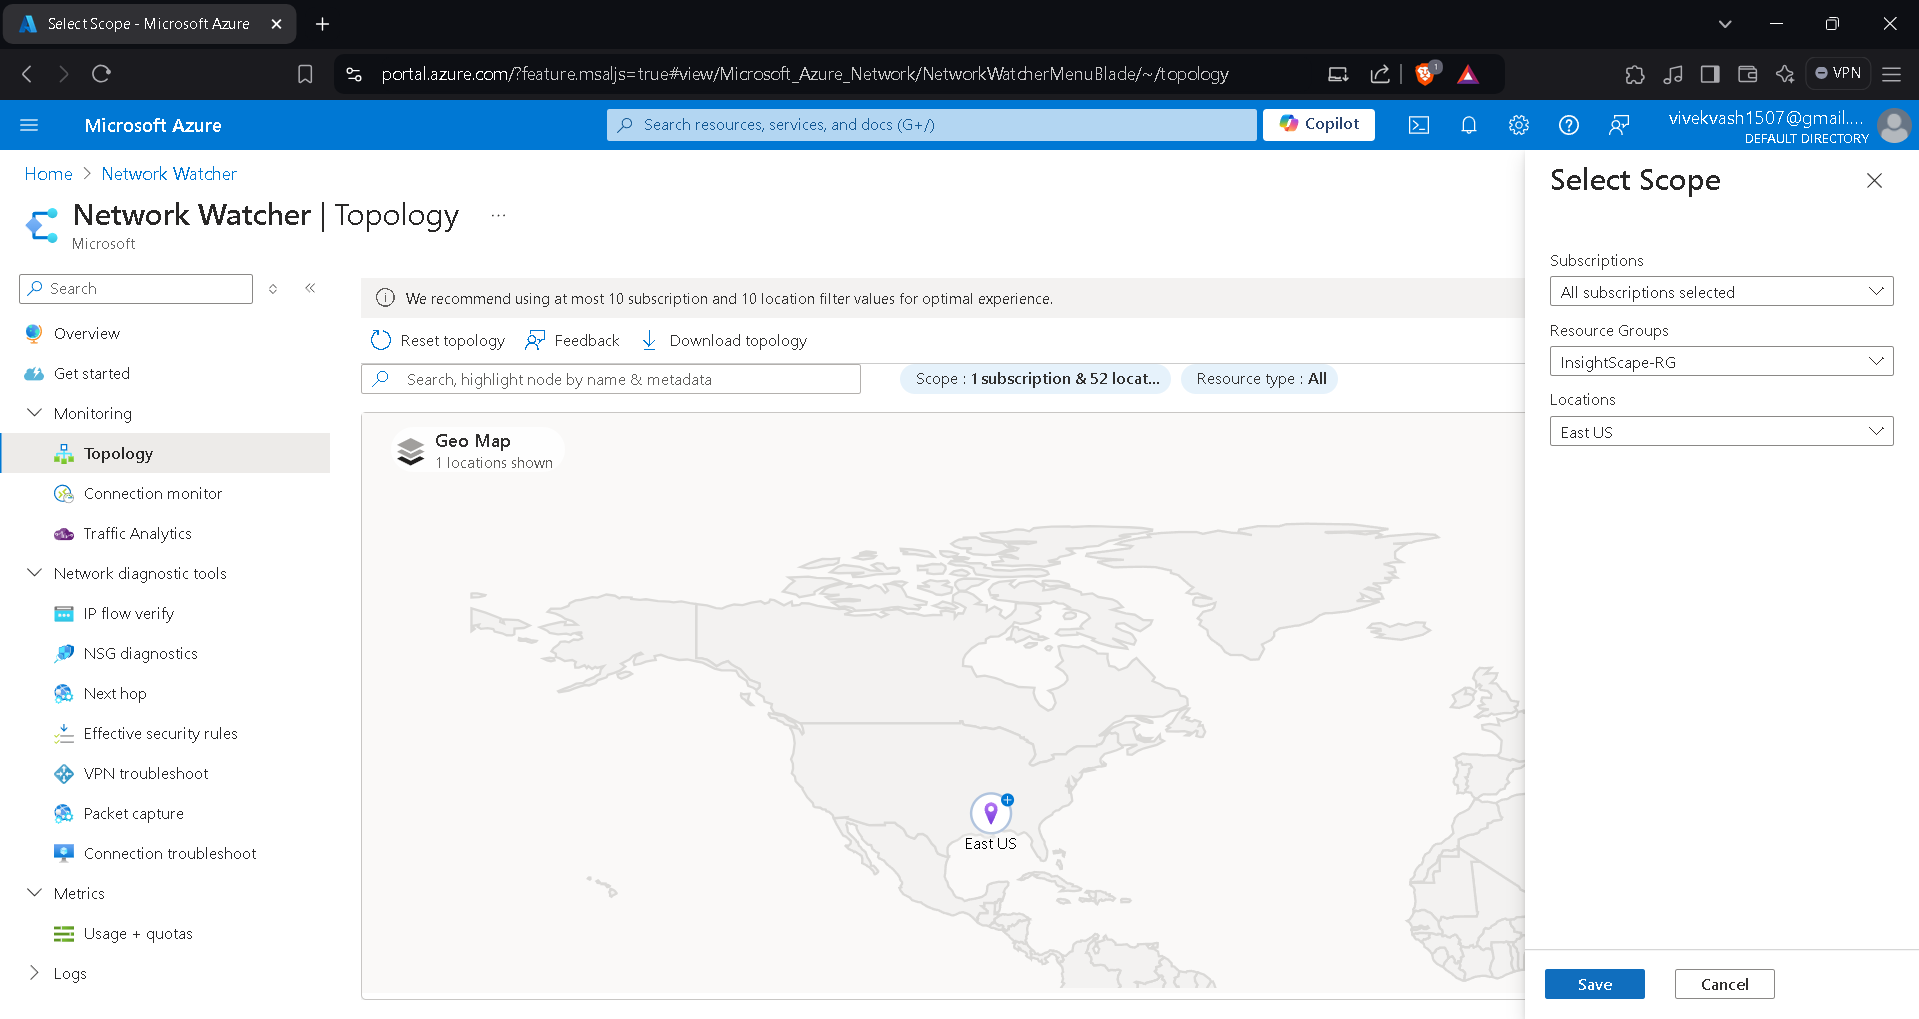 Select Scope - Microsoft Azure
portal.azure.com/?feature.msaljs=true#view/Microsoft_Azure_Network/NetworkWatcherMenuBlade/~/topology
1
VPN
Microsoft Azure
Search resources, services, and docs (G+/)
Copilot
vivekvash1507@gmail....
DEFAULT DIRECTORY
Home > Network Watcher
Network Watcher | Topology ...
Microsoft
Search
Overview
Get started
Monitoring
Topology
Connection monitor
Traffic Analytics
Network diagnostic tools
IP flow verify
NSG diagnostics
Next hop
Effective security rules
VPN troubleshoot
Packet capture
Connection troubleshoot
Metrics
Usage + quotas
Logs
We recommend using at most 10 subscription and 10 location filter values for optimal experience.
Reset topology
Feedback
Download topology
Search, highlight node by name & metadata
Scope : 1 subscription & 52 locat...
Resource type : All
Geo Map
1 locations shown
East US
Select Scope
Subscriptions
All subscriptions selected
Resource Groups
InsightScape-RG
Locations
East US
Save
Cancel